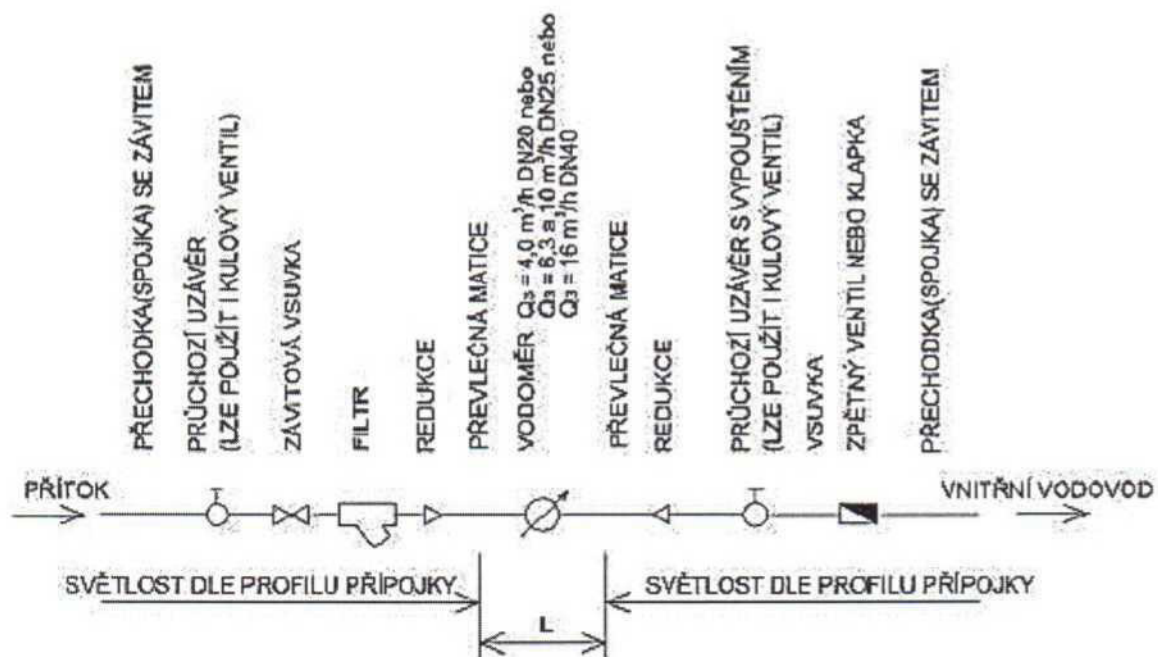 PŘECHODKA(SPOJKA) SE ZÁVITEM
PRŮCHOZÍ UZÁVĚR
(LZE POUŽÍT I KULOVÝ VENTIL)
ZÁVITOVÁ VSUVKA
FILTR
REDUKCE
PŘEVLEČNÁ MATICE
VODOMĚR Q₃ = 4,0 m³/h DN20 nebo
Q₃ = 6,3 a 10 m³/h DN25 nebo
Q₃ = 16 m³/h DN40
PŘEVLEČNÁ MATICE
REDUKCE
PRŮCHOZÍ UZÁVĚR S VYPOUŠTĚNÍM
(LZE POUŽÍT I KULOVÝ VENTIL)
VSUVKA
ZPĚTNÝ VENTIL NEBO KLAPKA
PŘECHODKA(SPOJKA) SE ZÁVITEM
PŘÍTOK
VNITŘNÍ VODOVOD
SVĚTLOST DLE PROFILU PŘÍPOJKY
L
SVĚTLOST DLE PROFILU PŘÍPOJKY